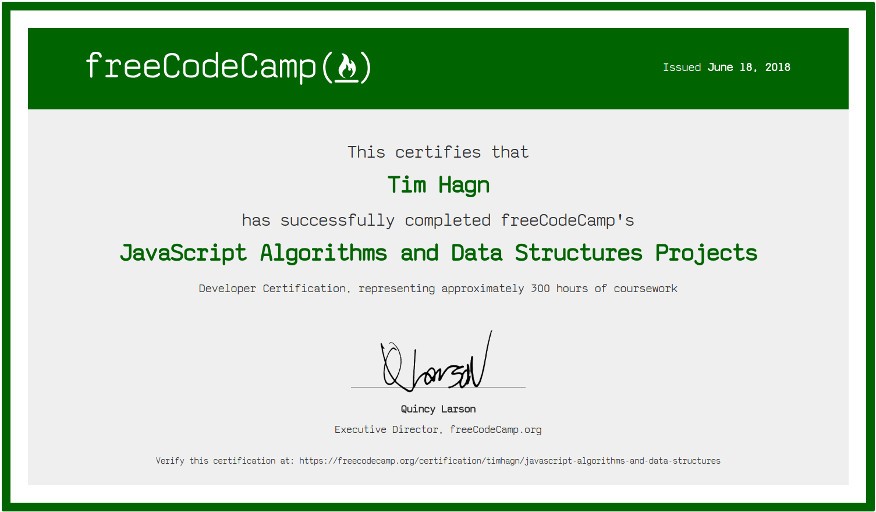 freeCodeCamp(🔥)
Issued June 18, 2018
This certifies that
Tim Hagn
has successfully completed freeCodeCamp's
JavaScript Algorithms and Data Structures Projects
Developer Certification, representing approximately 300 hours of coursework
Q Larson
Quincy Larson
Executive Director, freeCodeCamp.org
Verify this certification at: https://freecodecamp.org/certification/timhagn/javascript-algorithms-and-data-structures